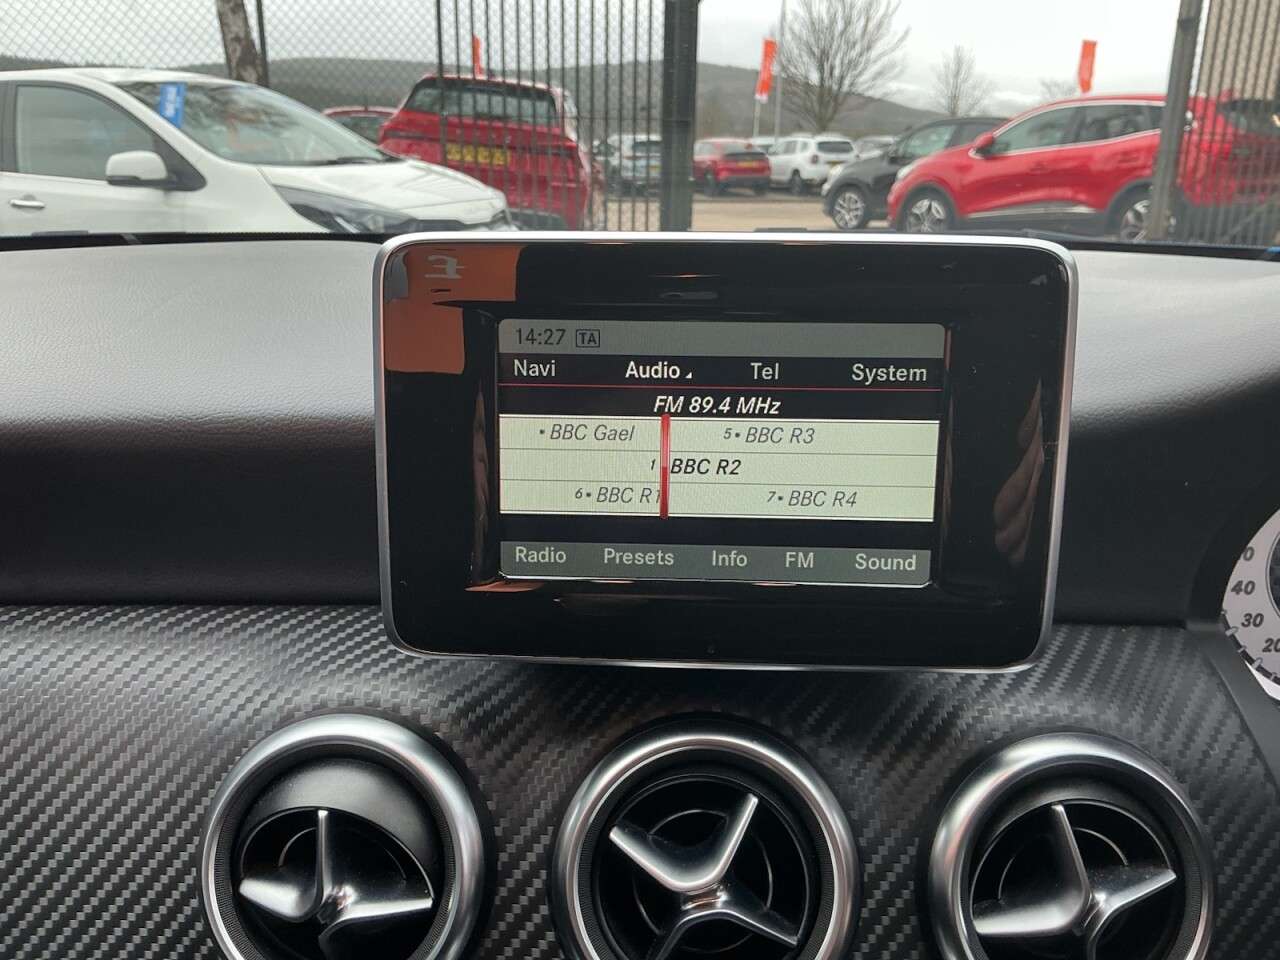 14:27 TA
Navi Audio Tel System
FM 89.4 MHz
• BBC Gael 5• BBC R3
1 BBC R2
6• BBC R1 7• BBC R4
Radio Presets Info FM Sound
40
30
20